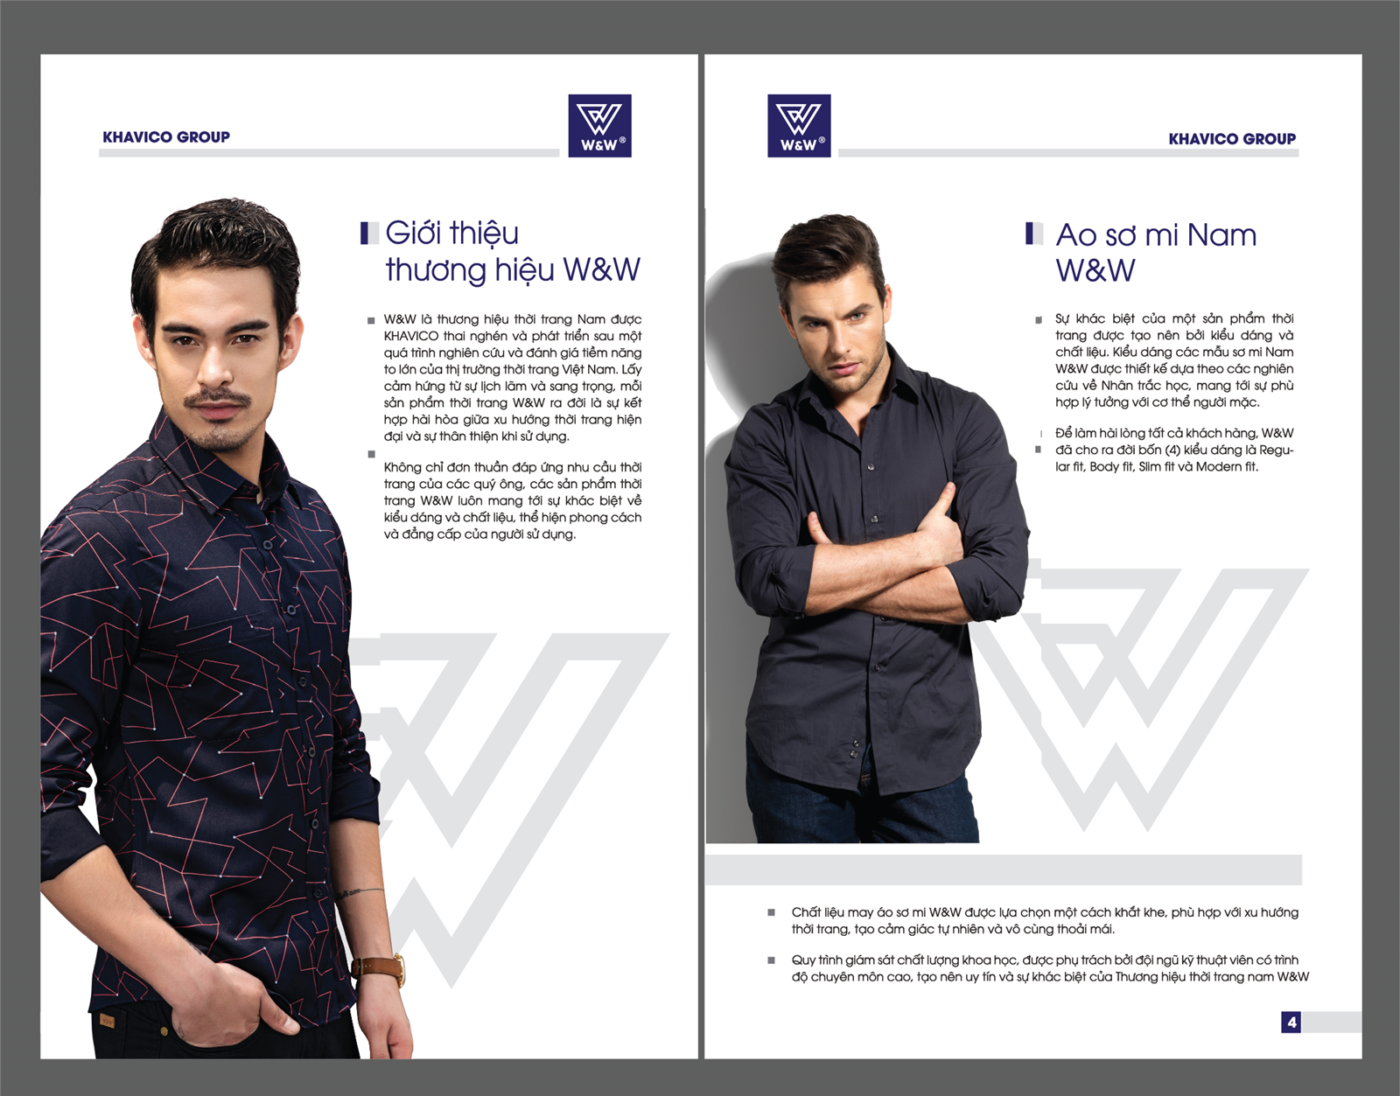 KHAVICO GROUP
W&W®
Giới thiệu
thương hiệu W&W
W&W là thương hiệu thời trang Nam được
KHAVICO thai nghén và phát triển sau một
quá trình nghiên cứu và đánh giá tiềm năng
to lớn của thị trường thời trang Việt Nam. Lấy
cảm hứng từ sự lịch lãm và sang trọng, mỗi
sản phẩm thời trang W&W ra đời là sự kết
hợp hài hòa giữa xu hướng thời trang hiện
đại và sự thân thiện khi sử dụng.
Không chỉ đơn thuần đáp ứng nhu cầu thời
trang của các quý ông, các sản phẩm thời
trang W&W luôn mang tới sự khác biệt về
kiểu dáng và chất liệu, thể hiện phong cách
và đẳng cấp của người sử dụng.
W&W®
KHAVICO GROUP
Ao sơ mi Nam
W&W
Sự khác biệt của một sản phẩm thời
trang được tạo nên bởi kiểu dáng và
chất liệu. Kiểu dáng các mẫu sơ mi Nam
W&W được thiết kế dựa theo các nghiên
cứu về Nhân trắc học, mang tới sự phù
hợp lý tưởng với cơ thể người mặc.
Để làm hài lòng tất cả khách hàng, W&W
đã cho ra đời bốn (4) kiểu dáng là Regu-
lar fit, Body fit, Slim fit và Modern fit.
Chất liệu may áo sơ mi W&W được lựa chọn một cách khắt khe, phù hợp với xu hướng
thời trang, tạo cảm giác tự nhiên và vô cùng thoải mái.
Quy trình giám sát chất lượng khoa học, được phụ trách bởi đội ngũ kỹ thuật viên có trình
độ chuyên môn cao, tạo nên uy tín và sự khác biệt của Thương hiệu thời trang nam W&W
4